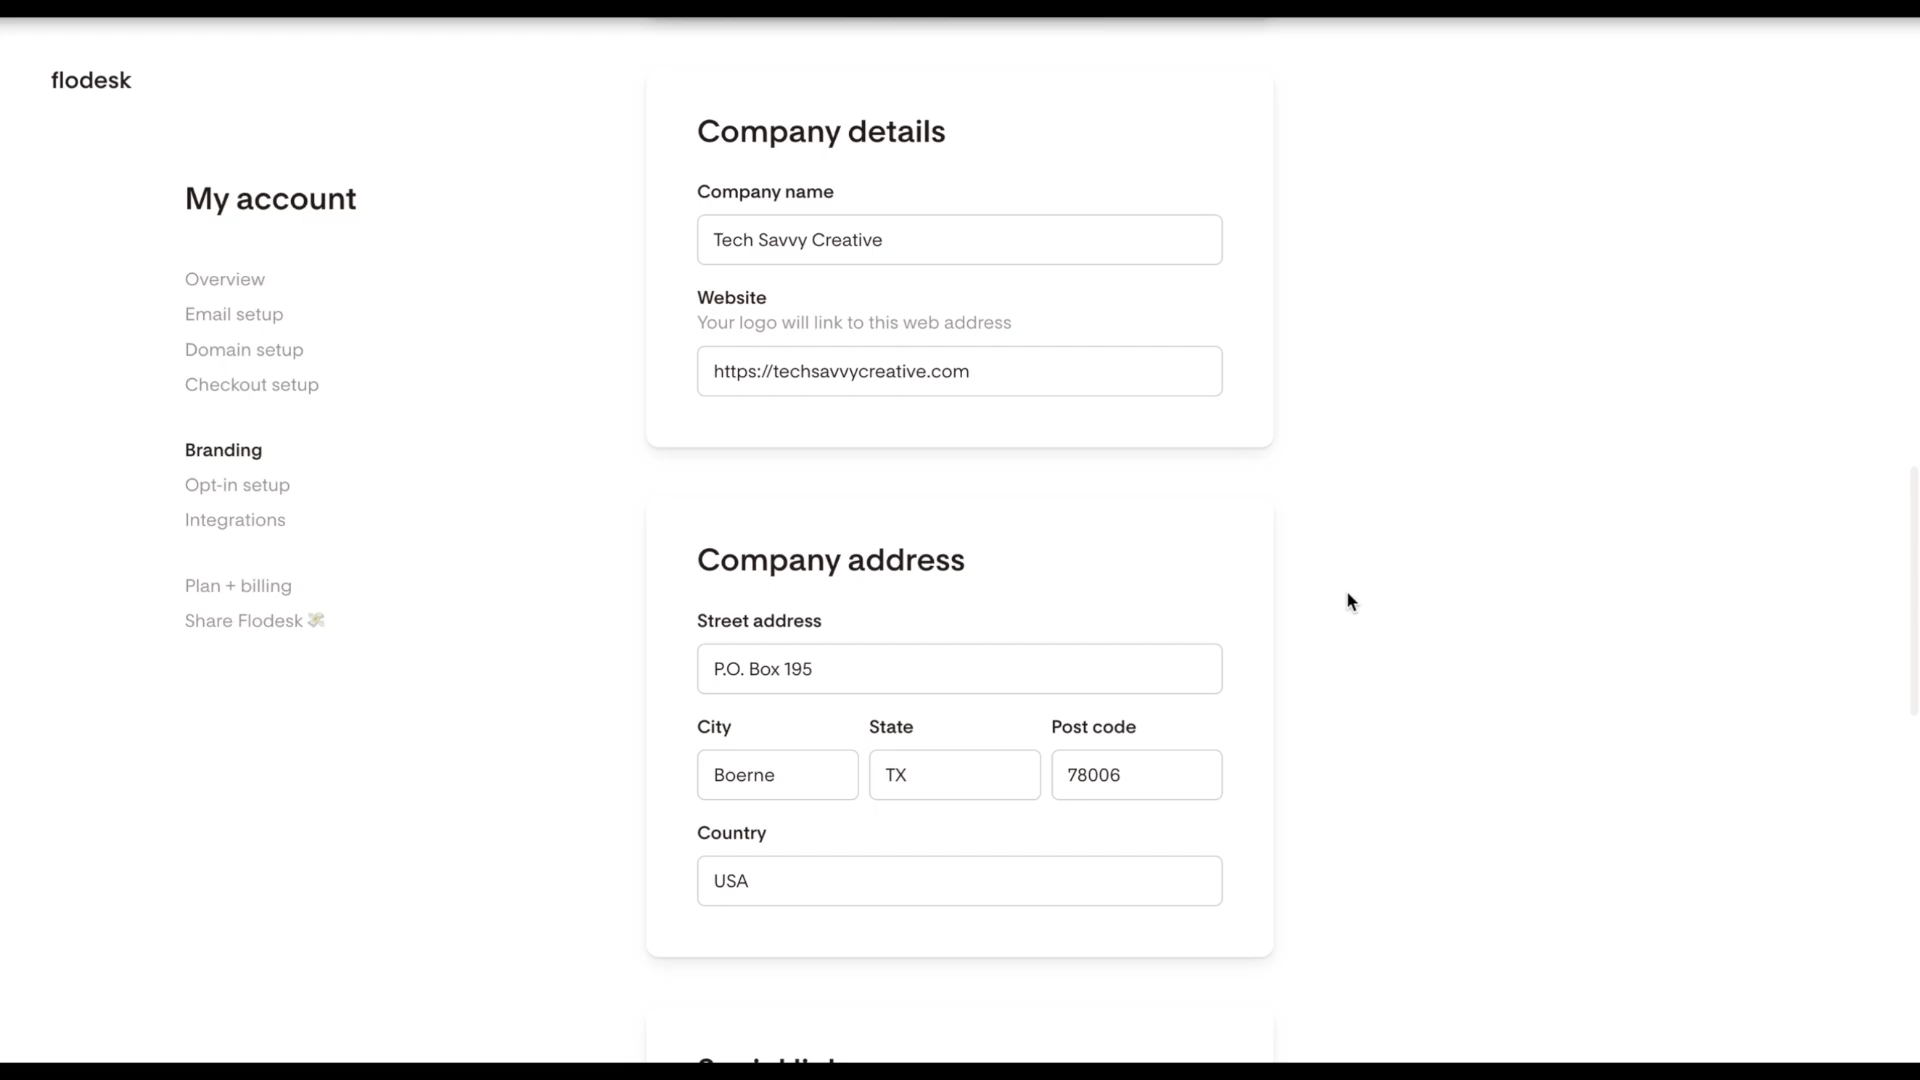 flodesk
My account
Overview
Email setup
Domain setup
Checkout setup
Branding
Opt-in setup
Integrations
Plan + billing
Share Flodesk 💸
Company details
Company name
Tech Savvy Creative
Website
Your logo will link to this web address
https://techsavvycreative.com
Company address
Street address
P.O. Box 195
City State Post code
Boerne TX 78006
Country
USA